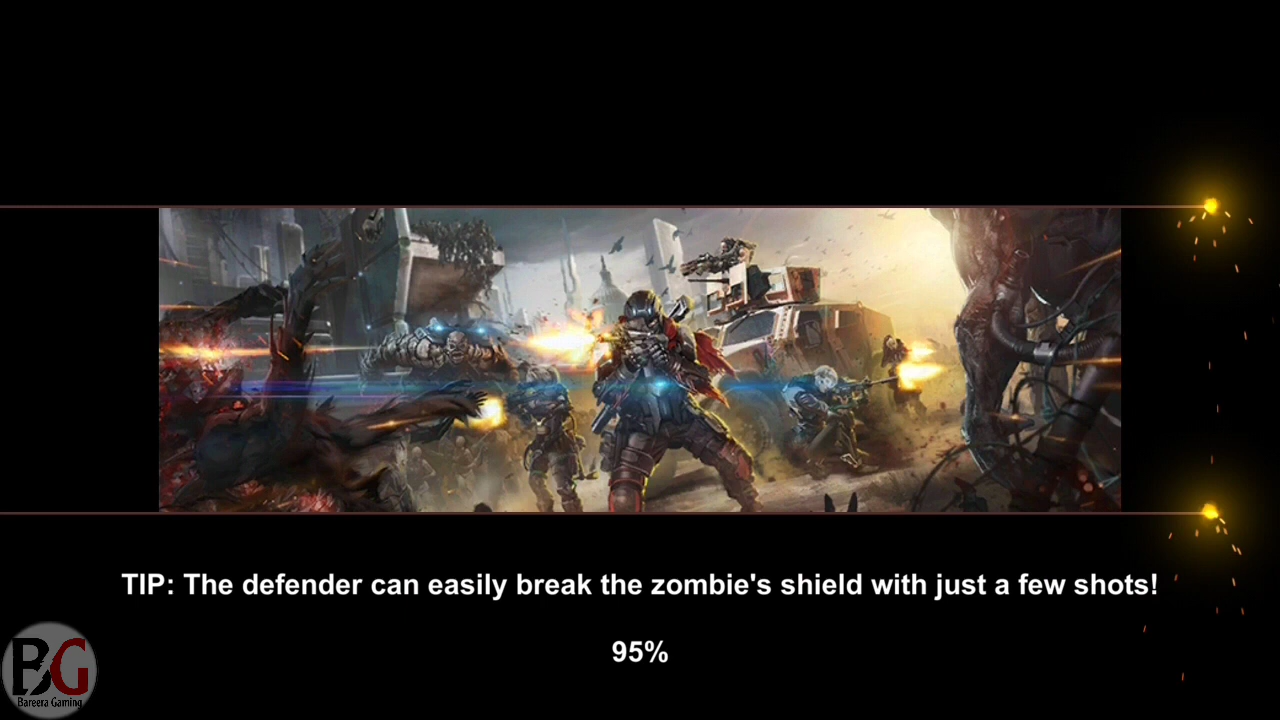 TIP: The defender can easily break the zombie's shield with just a few shots!
95%
BG
Bareera Gaming